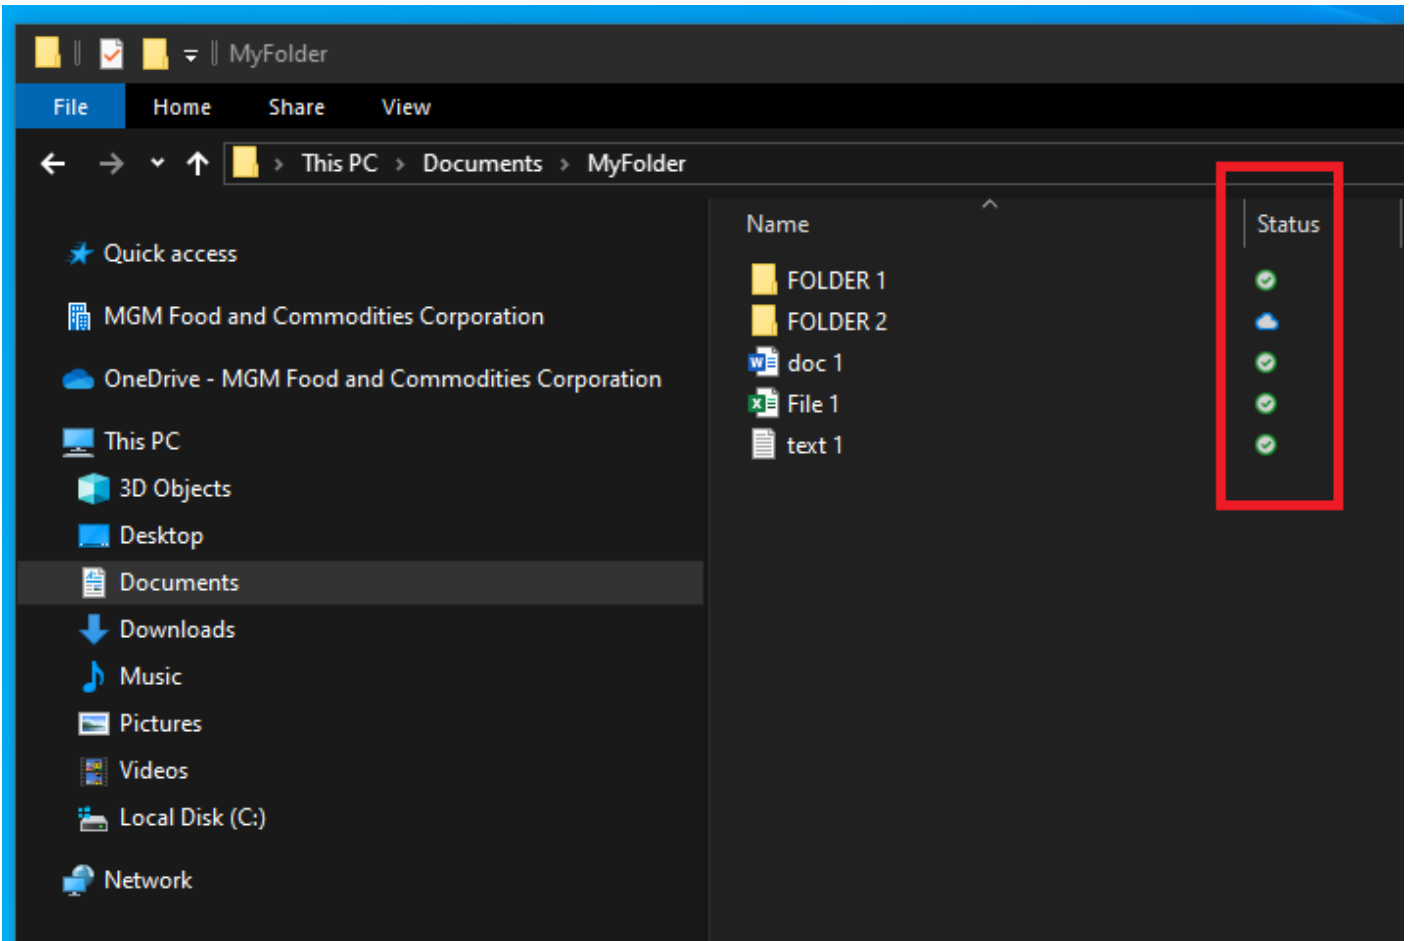 MyFolder
File Home Share View
This PC > Documents > MyFolder
Name Status
Quick access
MGM Food and Commodities Corporation
OneDrive - MGM Food and Commodities Corporation
This PC
3D Objects
Desktop
Documents
Downloads
Music
Pictures
Videos
Local Disk (C:)
Network
FOLDER 1
FOLDER 2
doc 1
File 1
text 1